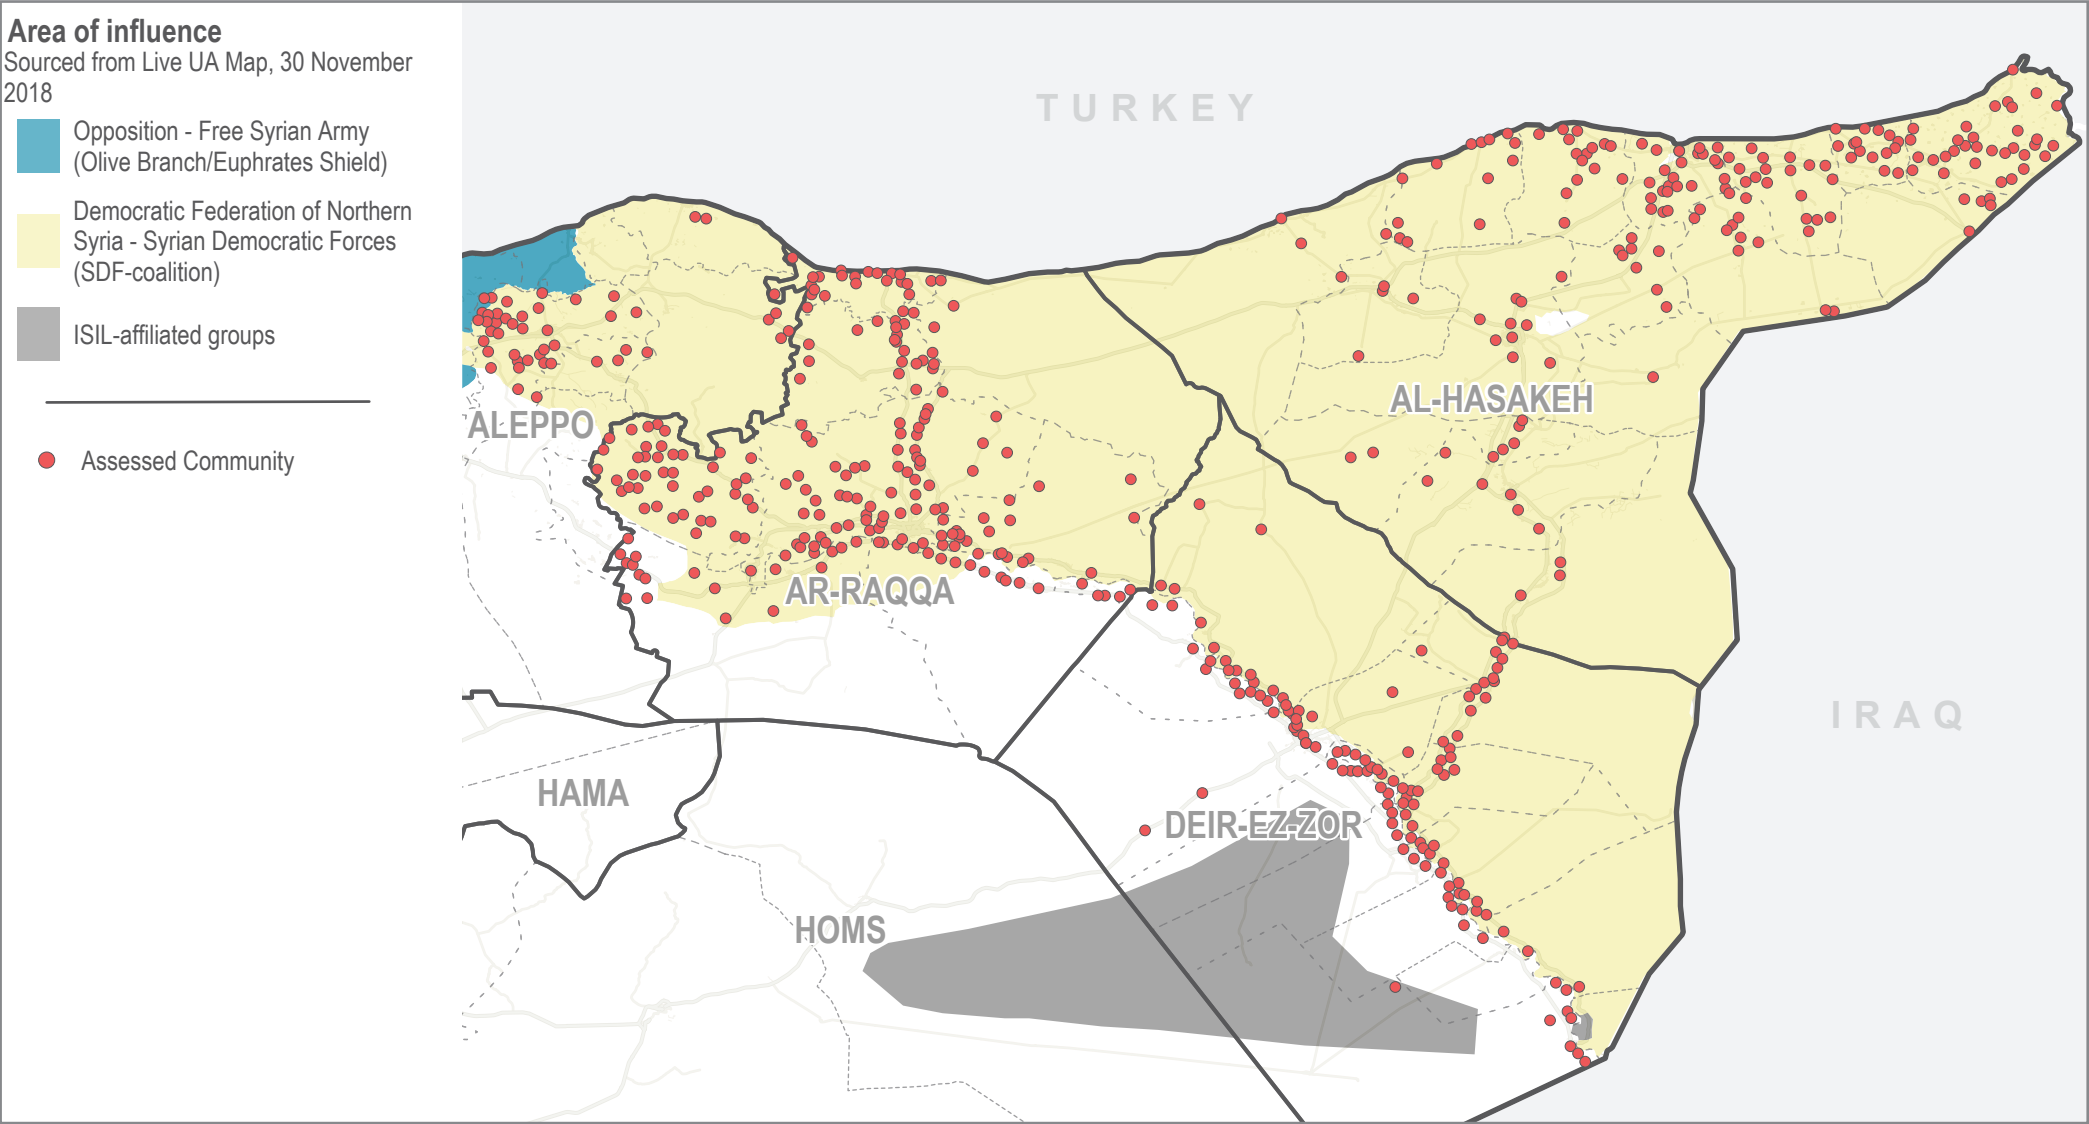 Area of influence
Sourced from Live UA Map, 30 November
2018
Opposition - Free Syrian Army
(Olive Branch/Euphrates Shield)
Democratic Federation of Northern
Syria - Syrian Democratic Forces
(SDF-coalition)
ISIL-affiliated groups
Assessed Community
TURKEY
AL-HASAKEH
ALEPPO
AR-RAQQA
IRAQ
HAMA
DEIR-EZ-ZOR
HOMS